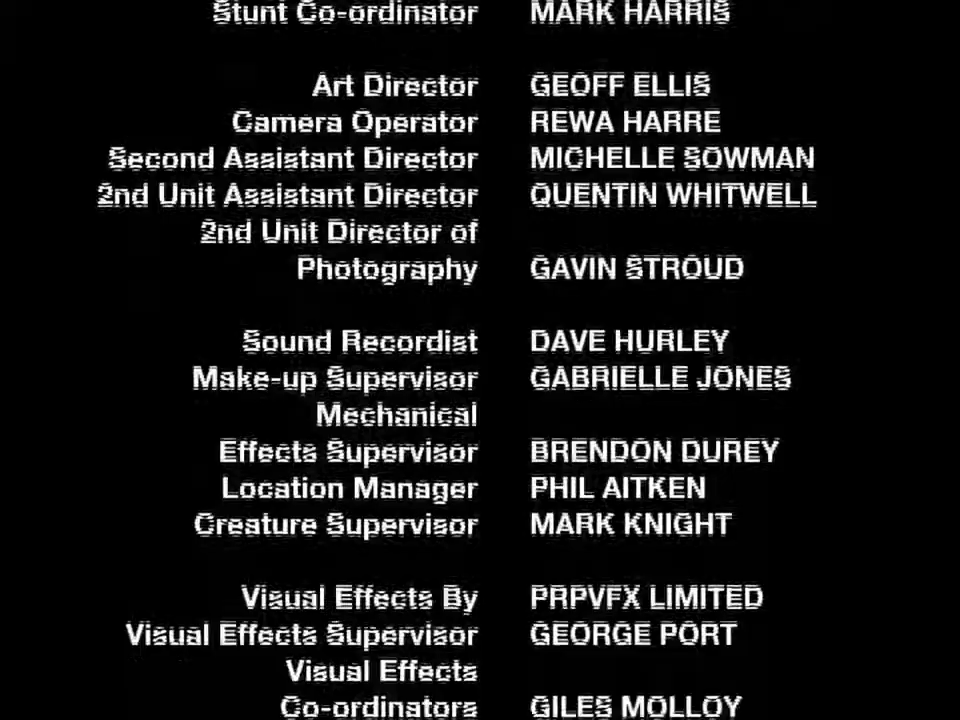 Stunt Co-ordinator MARK HARRIS
Art Director GEOFF ELLIS
Camera Operator REWA HARRE
Second Assistant Director MICHELLE SOWMAN
2nd Unit Assistant Director QUENTIN WHITWELL
2nd Unit Director of
Photography GAVIN STROUD
Sound Recordist DAVE HURLEY
Make-up Supervisor GABRIELLE JONES
Mechanical
Effects Supervisor BRENDON DUREY
Location Manager PHIL AITKEN
Creature Supervisor MARK KNIGHT
Visual Effects By PRPVFX LIMITED
Visual Effects Supervisor GEORGE PORT
Visual Effects
Co-ordinators GILES MOLLOY